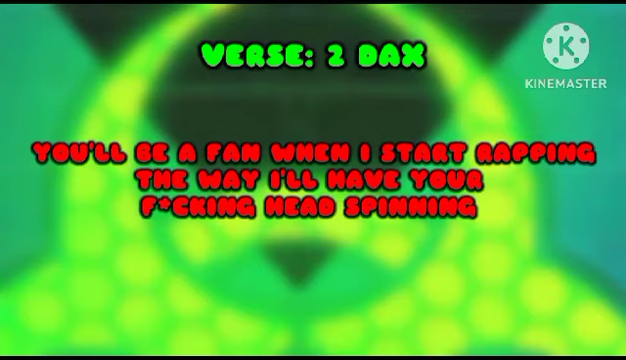 VERSE: 2 DAX
KINEMASTER
YOU'LL BE A FAN WHEN I START RAPPING
THE WAY I'LL HAVE YOUR
F*CKING HEAD SPINNING